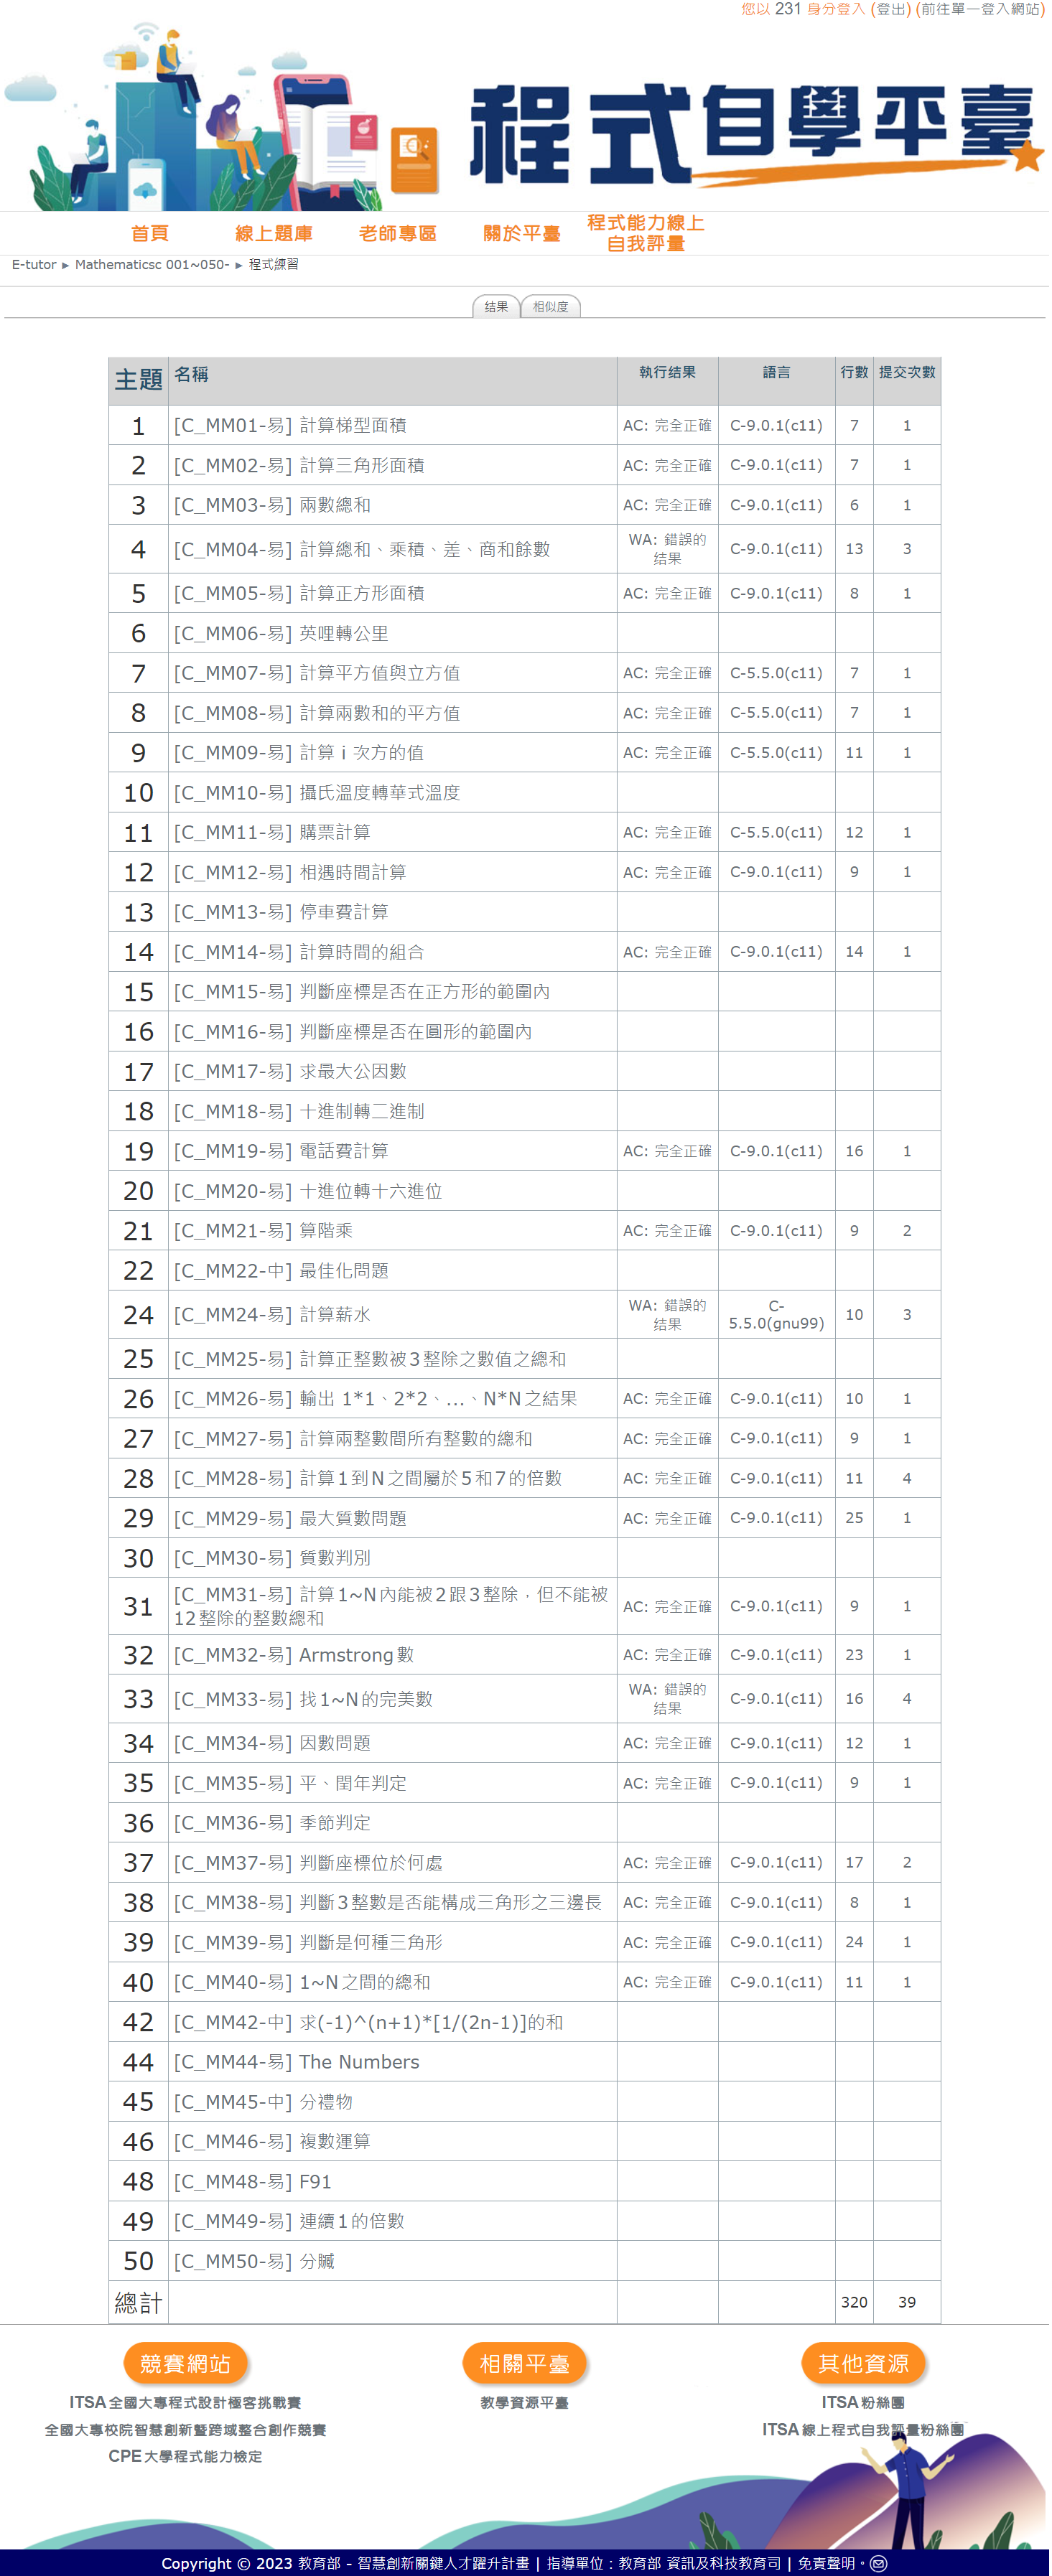 您以 231 身分登入 (登出) (前往單一登入網站)
程式自學平臺
首頁 線上題庫 老師專區 關於平臺 程式能力線上
自我評量
E-tutor ► Mathematicsc 001~050- ► 程式練習
结果 相似度
主題 名稱 執行结果 語言 行數 提交次數
1 [C_MM01-易] 計算梯型面積 AC: 完全正確 C-9.0.1(c11) 7 1
2 [C_MM02-易] 計算三角形面積 AC: 完全正確 C-9.0.1(c11) 7 1
3 [C_MM03-易] 兩數總和 AC: 完全正確 C-9.0.1(c11) 6 1
4 [C_MM04-易] 計算總和、乘積、差、商和餘數 WA: 錯誤的
结果 C-9.0.1(c11) 13 3
5 [C_MM05-易] 計算正方形面積 AC: 完全正確 C-9.0.1(c11) 8 1
6 [C_MM06-易] 英哩轉公里
7 [C_MM07-易] 計算平方值與立方值 AC: 完全正確 C-5.5.0(c11) 7 1
8 [C_MM08-易] 計算兩數和的平方值 AC: 完全正確 C-5.5.0(c11) 7 1
9 [C_MM09-易] 計算 i 次方的值 AC: 完全正確 C-5.5.0(c11) 11 1
10 [C_MM10-易] 攝氏溫度轉華式溫度
11 [C_MM11-易] 購票計算 AC: 完全正確 C-5.5.0(c11) 12 1
12 [C_MM12-易] 相遇時間計算 AC: 完全正確 C-9.0.1(c11) 9 1
13 [C_MM13-易] 停車費計算
14 [C_MM14-易] 計算時間的組合 AC: 完全正確 C-9.0.1(c11) 14 1
15 [C_MM15-易] 判斷座標是否在正方形的範圍內
16 [C_MM16-易] 判斷座標是否在圓形的範圍內
17 [C_MM17-易] 求最大公因數
18 [C_MM18-易] 十進制轉二進制
19 [C_MM19-易] 電話費計算 AC: 完全正確 C-9.0.1(c11) 16 1
20 [C_MM20-易] 十進位轉十六進位
21 [C_MM21-易] 算階乘 AC: 完全正確 C-9.0.1(c11) 9 2
22 [C_MM22-中] 最佳化問題
24 [C_MM24-易] 計算薪水 WA: 錯誤的
结果 C-
5.5.0(gnu99) 10 3
25 [C_MM25-易] 計算正整數被3整除之數值之總和
26 [C_MM26-易] 輸出 1*1、2*2、...、N*N之結果 AC: 完全正確 C-9.0.1(c11) 10 1
27 [C_MM27-易] 計算兩整數間所有整數的總和 AC: 完全正確 C-9.0.1(c11) 9 1
28 [C_MM28-易] 計算1到N之間屬於5和7的倍數 AC: 完全正確 C-9.0.1(c11) 11 4
29 [C_MM29-易] 最大質數問題 AC: 完全正確 C-9.0.1(c11) 25 1
30 [C_MM30-易] 質數判別
31 [C_MM31-易] 計算1~N內能被2跟3整除，但不能被
12整除的整數總和 AC: 完全正確 C-9.0.1(c11) 9 1
32 [C_MM32-易] Armstrong數 AC: 完全正確 C-9.0.1(c11) 23 1
33 [C_MM33-易] 找1~N的完美數 WA: 錯誤的
结果 C-9.0.1(c11) 16 4
34 [C_MM34-易] 因數問題 AC: 完全正確 C-9.0.1(c11) 12 1
35 [C_MM35-易] 平、閏年判定 AC: 完全正確 C-9.0.1(c11) 9 1
36 [C_MM36-易] 季節判定
37 [C_MM37-易] 判斷座標位於何處 AC: 完全正確 C-9.0.1(c11) 17 2
38 [C_MM38-易] 判斷3整數是否能構成三角形之三邊長 AC: 完全正確 C-9.0.1(c11) 8 1
39 [C_MM39-易] 判斷是何種三角形 AC: 完全正確 C-9.0.1(c11) 24 1
40 [C_MM40-易] 1~N之間的總和 AC: 完全正確 C-9.0.1(c11) 11 1
42 [C_MM42-中] 求(-1)^(n+1)*[1/(2n-1)]的和
44 [C_MM44-易] The Numbers
45 [C_MM45-中] 分禮物
46 [C_MM46-易] 複數運算
48 [C_MM48-易] F91
49 [C_MM49-易] 連續1的倍數
50 [C_MM50-易] 分贓
總計 320 39
競賽網站 相關平臺 其他資源
ITSA全國大專程式設計極客挑戰賽 教學資源平臺 ITSA粉絲團
全國大專校院智慧創新暨跨域整合創作競賽 ITSA線上程式自我評量粉絲團
CPE大學程式能力檢定
Copyright © 2023 教育部 - 智慧創新關鍵人才躍升計畫 | 指導單位：教育部 資訊及科技教育司 | 免責聲明。